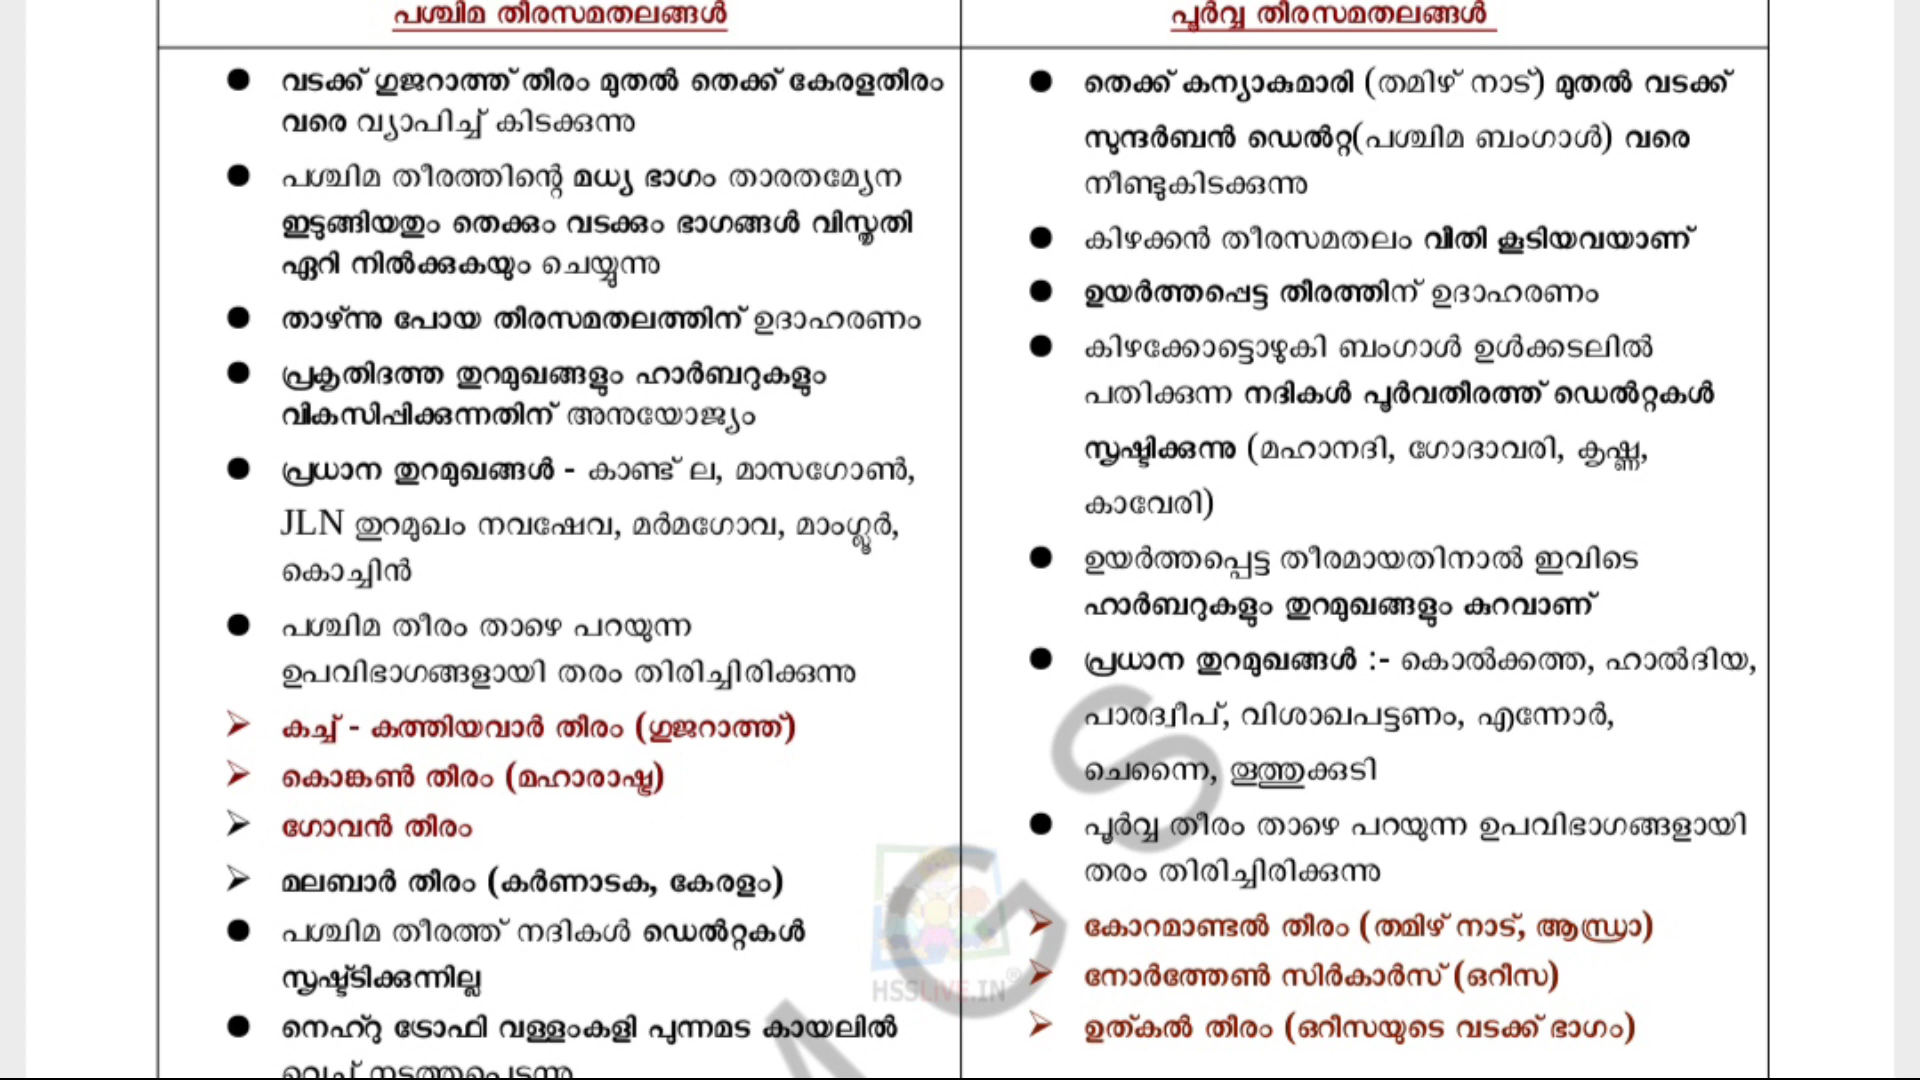 പശ്ചിമ തീരസമതലങ്ങൾ
വടക്ക് ഗുജറാത്ത് തീരം മുതൽ തെക്ക് കേരളതീരം
വരെ വ്യാപിച്ച് കിടക്കുന്നു
പശ്ചിമ തീരത്തിന്റെ മധ്യ ഭാഗം താരതമ്യേന
ഇടുങ്ങിയതും തെക്കും വടക്കും ഭാഗങ്ങൾ വിസ്തൃതി
ഏറി നിൽക്കുകയും ചെയ്യുന്നു
താഴ്ന്നു പോയ തീരസമതലത്തിന് ഉദാഹരണം
പ്രകൃതിദത്ത തുറമുഖങ്ങളും ഹാർബറുകളും
വികസിപ്പിക്കുന്നതിന് അനുയോജ്യം
പ്രധാന തുറമുഖങ്ങൾ - കാണ്ട് ല, മാസഗോൺ,
JLN തുറമുഖം നവഷേവ, മർമഗോവ, മാംഗ്ലൂർ,
കൊച്ചിൻ
പശ്ചിമ തീരം താഴെ പറയുന്ന
ഉപവിഭാഗങ്ങളായി തരം തിരിച്ചിരിക്കുന്നു
കച്ച് - കത്തിയവാർ തീരം (ഗുജറാത്ത്)
കൊങ്കൺ തീരം (മഹാരാഷ്ട്ര)
ഗോവൻ തീരം
മലബാർ തീരം (കർണാടക, കേരളം)
പശ്ചിമ തീരത്ത് നദികൾ ഡെൽറ്റകൾ
സൃഷ്ട്ടിക്കുന്നില്ല
നെഹ്റു ട്രോഫി വള്ളംകളി പുന്നമട കായലിൽ
വെച്ച് നടത്തപ്പെടുന്നു
പൂർവ്വ തീരസമതലങ്ങൾ
തെക്ക് കന്യാകുമാരി (തമിഴ് നാട്) മുതൽ വടക്ക്
സുന്ദർബൻ ഡെൽറ്റ(പശ്ചിമ ബംഗാൾ) വരെ
നീണ്ടുകിടക്കുന്നു
കിഴക്കൻ തീരസമതലം വീതി കൂടിയവയാണ്
ഉയർത്തപ്പെട്ട തീരത്തിന് ഉദാഹരണം
കിഴക്കോട്ടൊഴുകി ബംഗാൾ ഉൾക്കടലിൽ
പതിക്കുന്ന നദികൾ പൂർവതീരത്ത് ഡെൽറ്റകൾ
സൃഷ്ടിക്കുന്നു (മഹാനദി, ഗോദാവരി, കൃഷ്ണ,
കാവേരി)
ഉയർത്തപ്പെട്ട തീരമായതിനാൽ ഇവിടെ
ഹാർബറുകളും തുറമുഖങ്ങളും കുറവാണ്
പ്രധാന തുറമുഖങ്ങൾ :- കൊൽക്കത്ത, ഹാൽദിയ,
പാരദ്വീപ്, വിശാഖപട്ടണം, എന്നോർ,
ചെന്നൈ, തൂത്തുക്കുടി
പൂർവ്വ തീരം താഴെ പറയുന്ന ഉപവിഭാഗങ്ങളായി
തരം തിരിച്ചിരിക്കുന്നു
കോറമാണ്ടൽ തീരം (തമിഴ് നാട്, ആന്ധ്രാ)
നോർത്തേൺ സിർകാർസ് (ഒറീസ)
ഉത്കൽ തീരം (ഒറീസയുടെ വടക്ക് ഭാഗം)
HSSLIVE.IN®